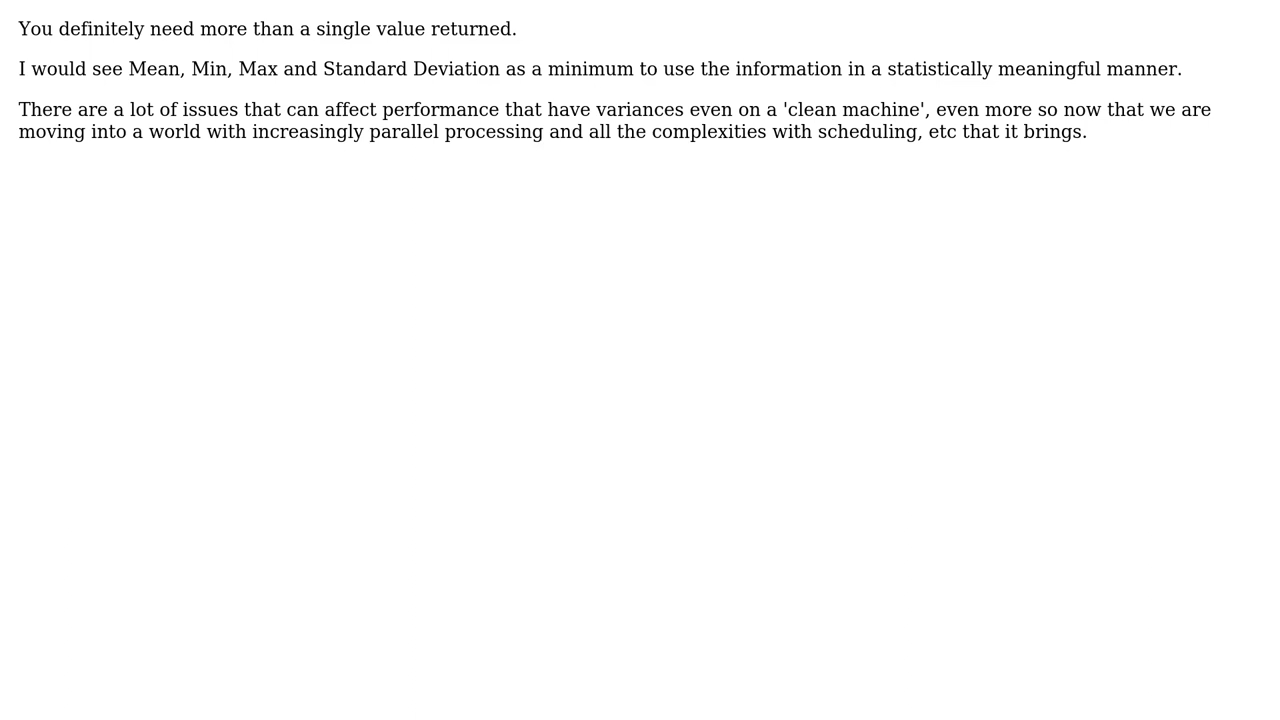 You definitely need more than a single value returned.
I would see Mean, Min, Max and Standard Deviation as a minimum to use the information in a statistically meaningful manner.
There are a lot of issues that can affect performance that have variances even on a 'clean machine', even more so now that we are
moving into a world with increasingly parallel processing and all the complexities with scheduling, etc that it brings.